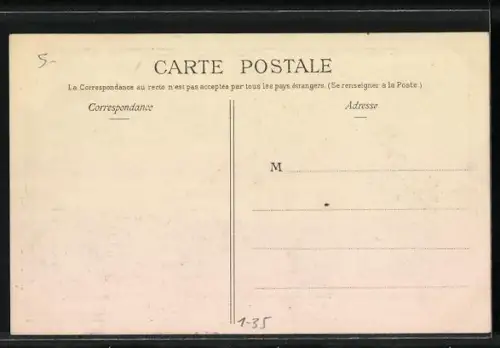 5-
CARTE POSTALE
La Correspondance au recto n'est pas acceptée par tous les pays étrangers. (Se renseigner à la Poste.)
Correspondance
Adresse
M
1-35